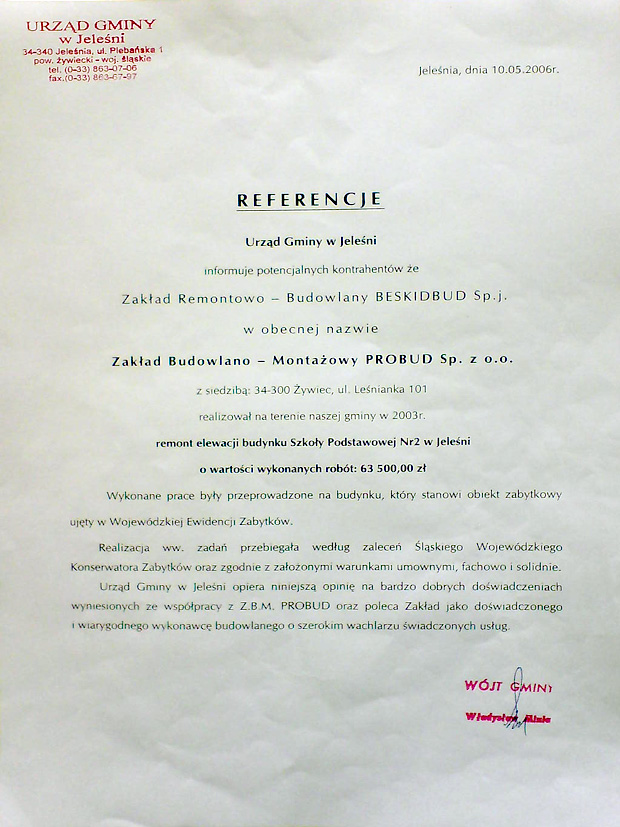 URZĄD GMINY
w Jeleśni
34-340 Jeleśnia, ul. Plebańska 1
pow. żywiecki - woj. śląskie
tel. (0-33) 863-07-06
fax.(0-33) 863-67-97
Jeleśnia, dnia 10.05.2006r.
REFERENCJE
Urząd Gminy w Jeleśni
informuje potencjalnych kontrahentów że
Zakład Remontowo – Budowlany BESKIDBUD Sp.j.
w obecnej nazwie
Zakład Budowlano – Montażowy PROBUD Sp. z o.o.
z siedzibą: 34-300 Żywiec, ul. Leśnianka 101
realizował na terenie naszej gminy w 2003r.
remont elewacji budynku Szkoły Podstawowej Nr2 w Jeleśni
o wartości wykonanych robót: 63 500,00 zł
Wykonane prace były przeprowadzone na budynku, który stanowi obiekt zabytkowy
ujęty w Wojewódzkiej Ewidencji Zabytków.
Realizacja ww. zadań przebiegała według zaleceń Śląskiego Wojewódzkiego
Konserwatora Zabytków oraz zgodnie z założonymi warunkami umownymi, fachowo i solidnie.
Urząd Gminy w Jeleśni opiera niniejszą opinię na bardzo dobrych doświadczeniach
wyniesionych ze współpracy z Z.B.M. PROBUD oraz poleca Zakład jako doświadczonego
i wiarygodnego wykonawcę budowlanego o szerokim wachlarzu świadczonych usług.
WÓJT GMINY
Władysław